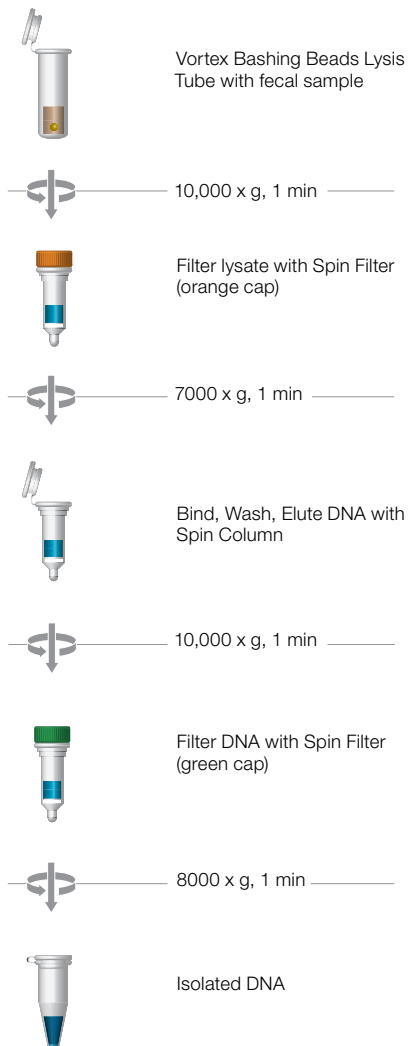 Vortex Bashing Beads Lysis
Tube with fecal sample
10,000 x g, 1 min
Filter lysate with Spin Filter
(orange cap)
7000 x g, 1 min
Bind, Wash, Elute DNA with
Spin Column
10,000 x g, 1 min
Filter DNA with Spin Filter
(green cap)
8000 x g, 1 min
Isolated DNA